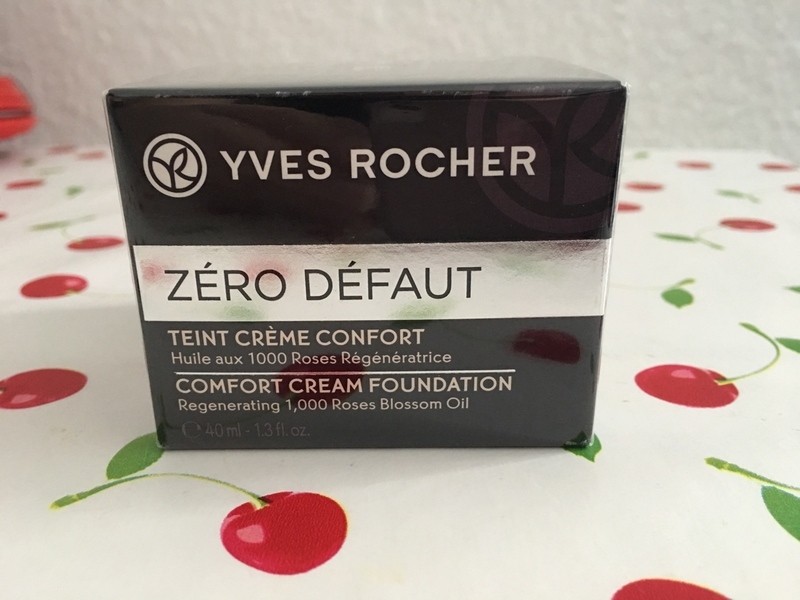 YVES ROCHER
ZÉRO DÉFAUT
TEINT CRÈME CONFORT
Huile aux 1000 Roses Régénératrice
COMFORT CREAM FOUNDATION
Regenerating 1,000 Roses Blossom Oil
℮ 40 ml - 1.3 fl. oz.